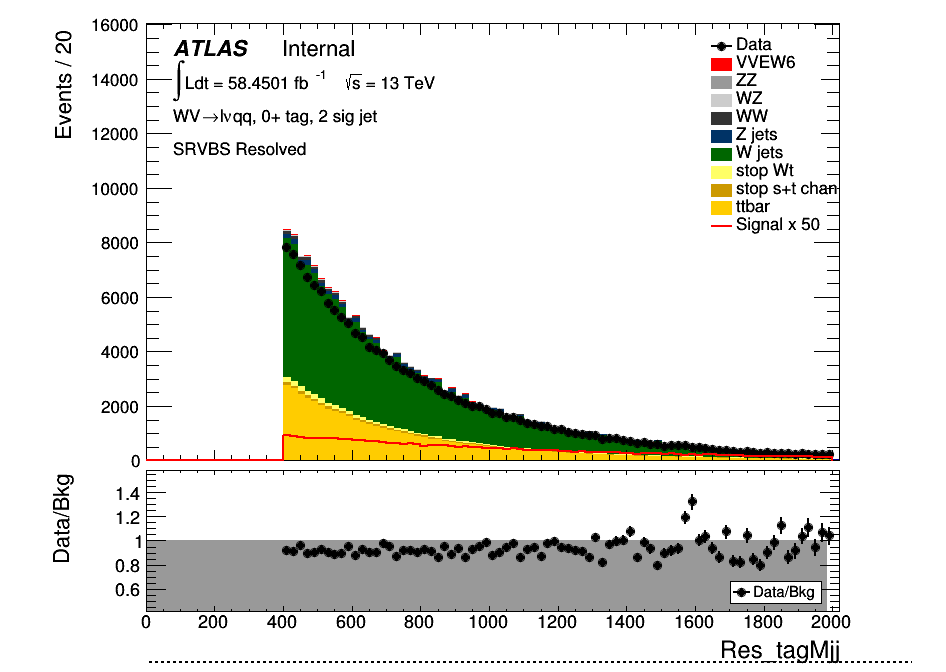 16000
14000
12000
10000
8000
6000
4000
2000
0
Events / 20
ATLAS Internal
∫Ldt = 58.4501 fb⁻¹ √s = 13 TeV
WV→lνqq, 0+ tag, 2 sig jet
SRVBS Resolved
Data
VVEW6
ZZ
WZ
WW
Z jets
W jets
stop Wt
stop s+t chan
ttbar
Signal x 50
1.4
1.2
1
0.8
0.6
Data/Bkg
Data/Bkg
0 200 400 600 800 1000 1200 1400 1600 1800 2000
Res_tagMjj